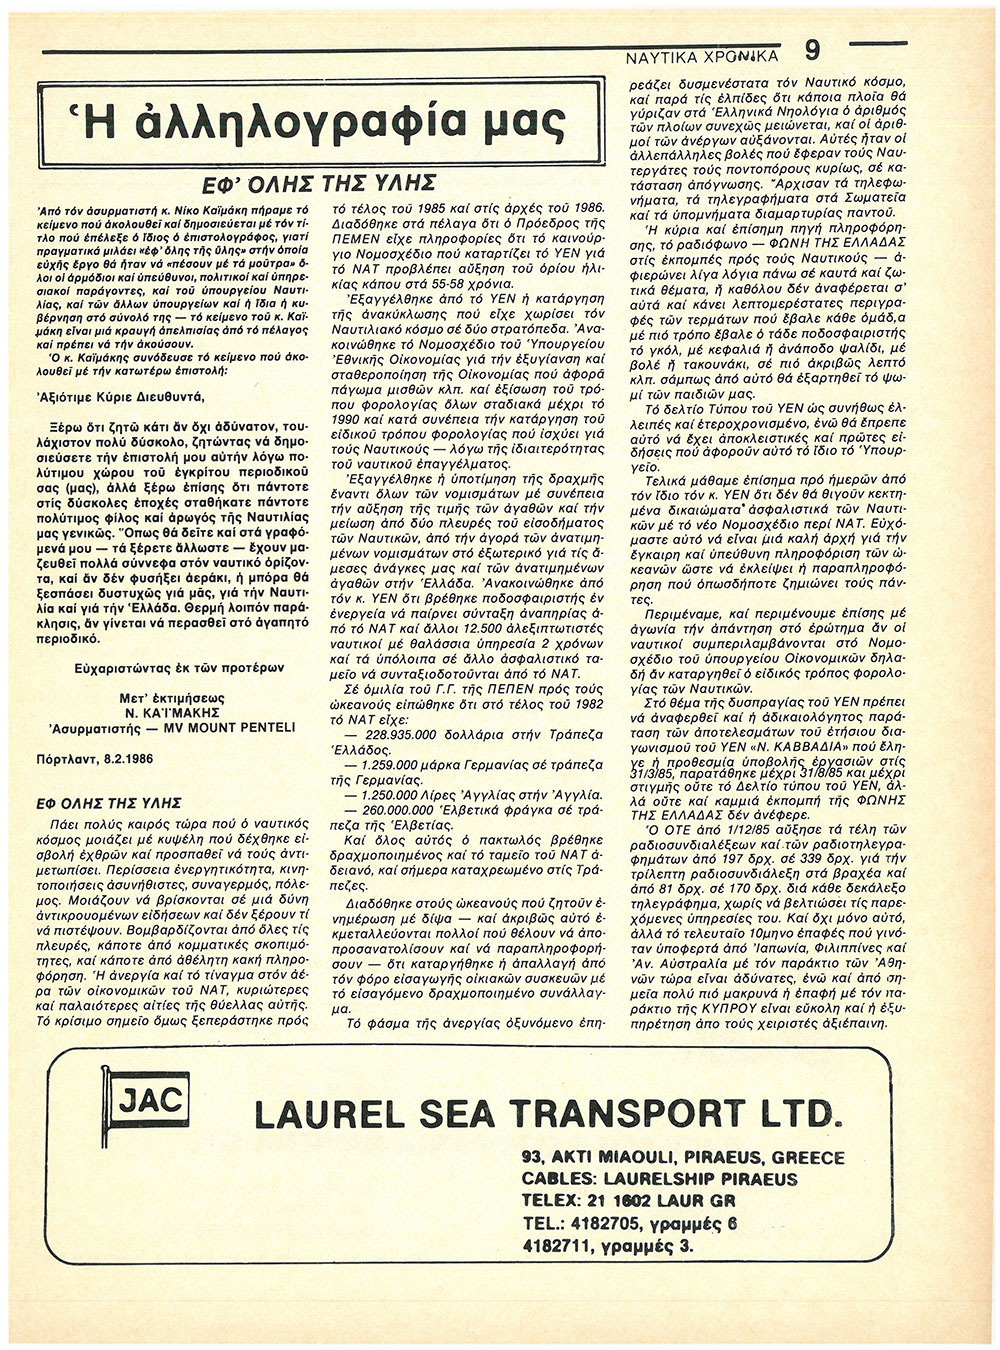 ΝΑΥΤΙΚΑ ΧΡΟΝΙΚΑ 9
Ἡ ἀλληλογραφία μας
ΕΦ' ΟΛΗΣ ΤΗΣ ΥΛΗΣ
Ἀπό τόν ἀσυρματιστή κ. Νίκο Καϊμάκη πήραμε τό
κείμενο πού ἀκολουθεῖ καί δημοσιεύεται μέ τόν τί-
τλο πού ἐπέλεξε ὁ ἴδιος ὁ ἐπιστολογράφος, γιατί
πραγματικά μιλάει «ἐφ' ὅλης τῆς ὕλης» στήν ὁποία
εὐχῆς ἔργο θά ἦταν νά «πέσουν μέ τά μοῦτρα» ὅ-
λοι οἱ ἁρμόδιοι καί ὑπεύθυνοι, πολιτικοί καί ὑπηρε-
σιακοί παράγοντες, καί τοῦ ὑπουργείου Ναυτι-
λίας, καί τῶν ἄλλων ὑπουργείων καί ἡ ἴδια ἡ κυ-
βέρνηση στό σύνολό της — τό κείμενο τοῦ κ. Καϊ-
μάκη εἶναι μιά κραυγή ἀπελπισίας ἀπό τό πέλαγος
καί πρέπει νά τήν ἀκούσουν.
Ὁ κ. Καϊμάκης συνόδευσε τό κείμενο πού ἀκο-
λουθεῖ μέ τήν κατωτέρω ἐπιστολή:
Ἀξιότιμε Κύριε Διευθυντά,
Ξέρω ὅτι ζητῶ κάτι ἄν ὄχι ἀδύνατον, του-
λάχιστον πολύ δύσκολο, ζητώντας νά δημο-
σιεύσετε τήν ἐπιστολή μου αὐτήν λόγω πο-
λύτιμου χώρου τοῦ ἐγκρίτου περιοδικοῦ
σας (μας), ἀλλά ξέρω ἐπίσης ὅτι πάντοτε
στίς δύσκολες ἐποχές σταθήκατε πάντοτε
πολύτιμος φίλος καί ἀρωγός τῆς Ναυτιλίας
μας γενικῶς. Ὅπως θά δεῖτε καί στά γραφό-
μενά μου — τά ξέρετε ἄλλωστε — ἔχουν μα-
ζευθεῖ πολλά σύννεφα στόν ναυτικό ὁρίζον-
τα, καί ἄν δέν φυσήξει ἀεράκι, ἡ μπόρα θά
ξεσπάσει δυστυχῶς γιά μᾶς, γιά τήν Ναυτι-
λία καί γιά τήν Ἑλλάδα. Θερμή λοιπόν παρά-
κλησις, ἄν γίνεται νά περασθεῖ στό ἀγαπητό
περιοδικό.
Εὐχαριστώντας ἐκ τῶν προτέρων
Μετ' ἐκτιμήσεως
Ν. ΚΑΪΜΑΚΗΣ
Ἀσυρματιστής — MV MOUNT PENTELI
Πόρτλαντ, 8.2.1986
ΕΦ ΟΛΗΣ ΤΗΣ ΥΛΗΣ
Πάει πολύς καιρός τώρα πού ὁ ναυτικός
κόσμος μοιάζει μέ κυψέλη πού δέχθηκε εἰ-
σβολή ἐχθρῶν καί προσπαθεῖ νά τούς ἀντι-
μετωπίσει. Περίσσεια ἐνεργητικότητα, κινη-
τοποιήσεις ἀσυνήθιστες, συναγερμός, πόλε-
μος. Μοιάζουν νά βρίσκονται σέ μιά δύνη
ἀντικρουομένων εἰδήσεων καί δέν ξέρουν τί
νά πιστέψουν. Βομβαρδίζονται ἀπό ὅλες τίς
πλευρές, κάποτε ἀπό κομματικές σκοπιμό-
τητες, καί κάποτε ἀπό ἀθέλητη κακή πληρο-
φόρηση. Ἡ ἀνεργία καί τό τίναγμα στόν ἀέ-
ρα τῶν οἰκονομικῶν τοῦ ΝΑΤ, κυριώτερες
καί παλαιότερες αἰτίες τῆς θύελλας αὐτῆς.
Τό κρίσιμο σημεῖο ὅμως ξεπεράστηκε πρός
τό τέλος τοῦ 1985 καί στίς ἀρχές τοῦ 1986.
Διαδόθηκε στά πέλαγα ὅτι ὁ Πρόεδρος τῆς
ΠΕΜΕΝ εἶχε πληροφορίες ὅτι τό καινούρ-
γιο Νομοσχέδιο πού καταρτίζει τό ΥΕΝ γιά
τό ΝΑΤ προβλέπει αὔξηση τοῦ ὁρίου ἡλι-
κίας κάπου στά 55-58 χρόνια.
Ἐξαγγέλθηκε ἀπό τό ΥΕΝ ἡ κατάργηση
τῆς ἀνακύκλωσης πού εἶχε χωρίσει τόν
Ναυτιλιακό κόσμο σέ δύο στρατόπεδα. Ἀνα-
κοινώθηκε τό Νομοσχέδιο τοῦ Ὑπουργείου
Ἐθνικῆς Οἰκονομίας γιά τήν ἐξυγίανση καί
σταθεροποίηση τῆς Οἰκονομίας πού ἀφορᾶ
πάγωμα μισθῶν κλπ. καί ἐξίσωση τοῦ τρό-
που φορολογίας ὅλων σταδιακά μέχρι τό
1990 καί κατά συνέπεια τήν κατάργηση τοῦ
εἰδικοῦ τρόπου φορολογίας πού ἰσχύει γιά
τούς Ναυτικούς — λόγω τῆς ἰδιαιτερότητας
τοῦ ναυτικοῦ ἐπαγγέλματος.
Ἐξαγγέλθηκε ἡ ὑποτίμηση τῆς δραχμῆς
ἔναντι ὅλων τῶν νομισμάτων μέ συνέπεια
τήν αὔξηση τῆς τιμῆς τῶν ἀγαθῶν καί τήν
μείωση ἀπό δύο πλευρές τοῦ εἰσοδήματος
τῶν Ναυτικῶν, ἀπό τήν ἀγορά τῶν ἀνατιμη-
μένων νομισμάτων στό ἐξωτερικό γιά τίς ἄ-
μεσες ἀνάγκες μας καί τῶν ἀνατιμημένων
ἀγαθῶν στήν Ἑλλάδα. Ἀνακοινώθηκε ἀπό
τόν κ. ΥΕΝ ὅτι βρέθηκε ποδοσφαιριστής ἐν
ἐνεργεία νά παίρνει σύνταξη ἀναπηρίας ἀ-
πό τό ΝΑΤ καί ἄλλοι 12.500 ἀλεξιπτωτιστές
ναυτικοί μέ θαλάσσια ὑπηρεσία 2 χρόνων
καί τά ὑπόλοιπα σέ ἄλλο ἀσφαλιστικό τα-
μεῖο νά συνταξιοδοτοῦνται ἀπό τό ΝΑΤ.
Σέ ὁμιλία τοῦ Γ.Γ. τῆς ΠΕΠΕΝ πρός τούς
ὠκεανούς εἰπώθηκε ὅτι στό τέλος τοῦ 1982
τό ΝΑΤ εἶχε:
— 228.935.000 δολλάρια στήν Τράπεζα
Ἑλλάδος.
— 1.259.000 μάρκα Γερμανίας σέ τράπεζα
τῆς Γερμανίας.
— 1.250.000 Λίρες Ἀγγλίας στήν Ἀγγλία.
— 260.000.000 Ἑλβετικά φράγκα σέ τρά-
πεζα τῆς Ἑλβετίας.
Καί ὅλος αὐτός ὁ πακτωλός βρέθηκε
δραχμοποιημένος καί τό ταμεῖο τοῦ ΝΑΤ ἀ-
δειανό, καί σήμερα καταχρεωμένο στίς Τρά-
πεζες.
Διαδόθηκε στούς ὠκεανούς πού ζητοῦν ἐ-
νημέρωση μέ δίψα — καί ἀκριβῶς αὐτό ἐ-
κμεταλλεύονται πολλοί πού θέλουν νά ἀπο-
προσανατολίσουν καί νά παραπληροφορή-
σουν — ὅτι καταργήθηκε ἡ ἀπαλλαγή ἀπό
τόν φόρο εἰσαγωγῆς οἰκιακῶν συσκευῶν μέ
τό εἰσαγόμενο δραχμοποιημένο συνάλλαγ-
μα.
Τό φάσμα τῆς ἀνεργίας ὀξυνόμενο ἐπη-
ρεάζει δυσμενέστατα τόν Ναυτικό κόσμο,
καί παρά τίς ἐλπίδες ὅτι κάποια πλοῖα θά
γύριζαν στά Ἑλληνικά Νηολόγια ὁ ἀριθμός
τῶν πλοίων συνεχῶς μειώνεται, καί οἱ ἀριθ-
μοί τῶν ἀνέργων αὐξάνονται. Αὐτές ἦταν οἱ
ἀλλεπάλληλες βολές πού ἔφεραν τούς Ναυ-
τεργάτες τούς ποντοπόρους κυρίως, σέ κα-
τάσταση ἀπόγνωσης. Ἄρχισαν τά τηλεφω-
νήματα, τά τηλεγραφήματα στά Σωματεῖα
καί τά ὑπομνήματα διαμαρτυρίας παντοῦ.
Ἡ κύρια καί ἐπίσημη πηγή πληροφόρη-
σης, τό ραδιόφωνο — ΦΩΝΗ ΤΗΣ ΕΛΛΑΔΑΣ
στίς ἐκπομπές πρός τούς Ναυτικούς — ἀ-
φιερώνει λίγα λόγια πάνω σέ καυτά καί ζω-
τικά θέματα, ἤ καθόλου δέν ἀναφέρεται σ'
αὐτά καί κάνει λεπτομερέστατες περιγρα-
φές τῶν τερμάτων πού ἔβαλε κάθε ὁμάδ,α
μέ πιό τρόπο ἔβαλε ὁ τάδε ποδοσφαιριστής
τό γκόλ, μέ κεφαλιά ἤ ἀνάποδο ψαλίδι, μέ
βολέ ἤ τακουνάκι, σέ πιό ἀκριβῶς λεπτό
κλπ. σάμπως ἀπό αὐτό θά ἐξαρτηθεῖ τό ψω-
μί τῶν παιδιῶν μας.
Τό δελτίο Τύπου τοῦ ΥΕΝ ὡς συνήθως ἐλ-
λειπές καί ἑτεροχρονισμένο, ἐνῶ θά ἔπρεπε
αὐτό νά ἔχει ἀποκλειστικές καί πρῶτες εἰ-
δήσεις πού ἀφοροῦν αὐτό τό ἴδιο τό Ὑπουρ-
γεῖο.
Τελικά μάθαμε ἐπίσημα πρό ἡμερῶν ἀπό
τόν ἴδιο τόν κ. ΥΕΝ ὅτι δέν θά θιγοῦν κεκτη-
μένα δικαιώματα ἀσφαλιστικά τῶν Ναυτι-
κῶν μέ τό νέο Νομοσχέδιο περί ΝΑΤ. Εὐχό-
μαστε αὐτό νά εἶναι μιά καλή ἀρχή γιά τήν
ἔγκαιρη καί ὑπεύθυνη πληροφόριση τῶν ὠ-
κεανῶν ὥστε νά ἐκλείψει ἡ παραπληροφό-
ρηση πού ὁπωσδήποτε ζημιώνει τούς πάν-
τες.
Περιμέναμε, καί περιμένουμε ἐπίσης μέ
ἀγωνία τήν ἀπάντηση στό ἐρώτημα ἄν οἱ
ναυτικοί συμπεριλαμβάνονται στό Νομο-
σχέδιο τοῦ ὑπουργείου Οἰκονομικῶν δηλα-
δή ἄν καταργηθεῖ ὁ εἰδικός τρόπος φορολο-
γίας τῶν Ναυτικῶν.
Στό θέμα τῆς δυσπραγίας τοῦ ΥΕΝ πρέπει
νά ἀναφερθεῖ καί ἡ ἀδικαιολόγητος παρά-
ταση τῶν ἀποτελεσμάτων τοῦ ἐτήσιου δια-
γωνισμοῦ τοῦ ΥΕΝ «Ν. ΚΑΒΒΑΔΙΑ» πού ἔλη-
γε ἡ προθεσμία ὑποβολῆς ἐργασιῶν στίς
31/3/85, παρατάθηκε μέχρι 31/8/85 καί μέχρι
στιγμῆς οὔτε τό Δελτίο τύπου τοῦ ΥΕΝ, ἀλ-
λά οὔτε καί καμμιά ἐκπομπή τῆς ΦΩΝΗΣ
ΤΗΣ ΕΛΛΑΔΑΣ δέν ἀνέφερε.
Ὁ ΟΤΕ ἀπό 1/12/85 αὔξησε τά τέλη τῶν
ραδιοσυνδιαλέξεων καί τῶν ραδιοτηλεγρα-
φημάτων ἀπό 197 δρχ. σέ 339 δρχ. γιά τήν
τρίλεπτη ραδιοσυνδιάλεξη στά βραχέα καί
ἀπό 81 δρχ. σέ 170 δρχ. διά κάθε δεκάλεξο
τηλεγράφημα, χωρίς νά βελτιώσει τίς παρε-
χόμενες ὑπηρεσίες του. Καί ὄχι μόνο αὐτό,
ἀλλά τό τελευταῖο 10μηνο ἐπαφές πού γινό-
ταν ὑποφερτά ἀπό Ἰαπωνία, Φιλιππίνες καί
Ἀν. Αὐστραλία μέ τόν παράκτιο τῶν Ἀθη-
νῶν τώρα εἶναι ἀδύνατες, ἐνῶ καί ἀπό ση-
μεῖα πολύ πιό μακρυνά ἡ ἐπαφή μέ τόν πα-
ράκτιο τῆς ΚΥΠΡΟΥ εἶναι εὔκολη καί ἡ ἐξυ-
πηρέτηση ἀπο τούς χειριστές ἀξιέπαινη.
JAC
LAUREL SEA TRANSPORT LTD.
93, AKTI MIAOULI, PIRAEUS, GREECE
CABLES: LAURELSHIP PIRAEUS
TELEX: 21 1602 LAUR GR
TEL.: 4182705, γραμμές 6
4182711, γραμμές 3.